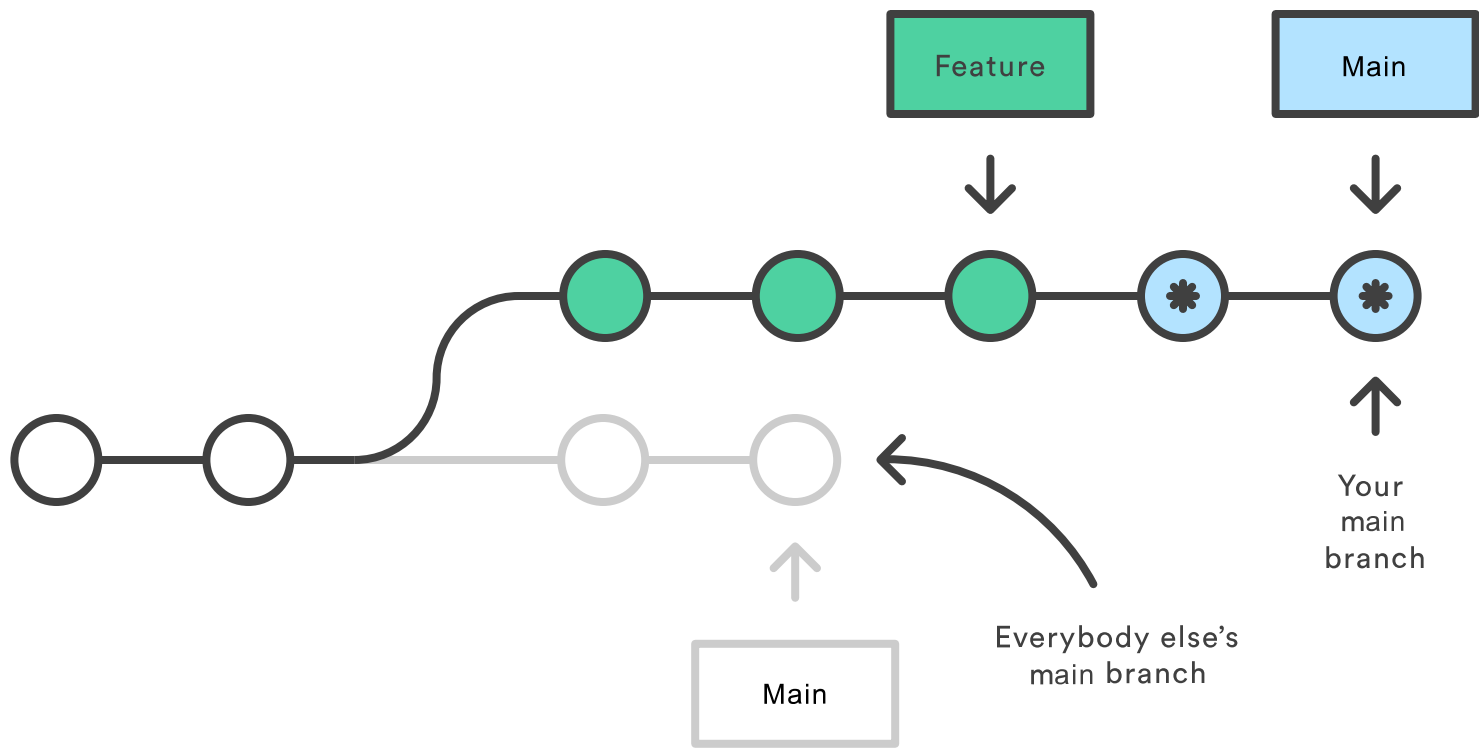 Feature
Main
Your
main
branch
Everybody else’s
main branch
Main